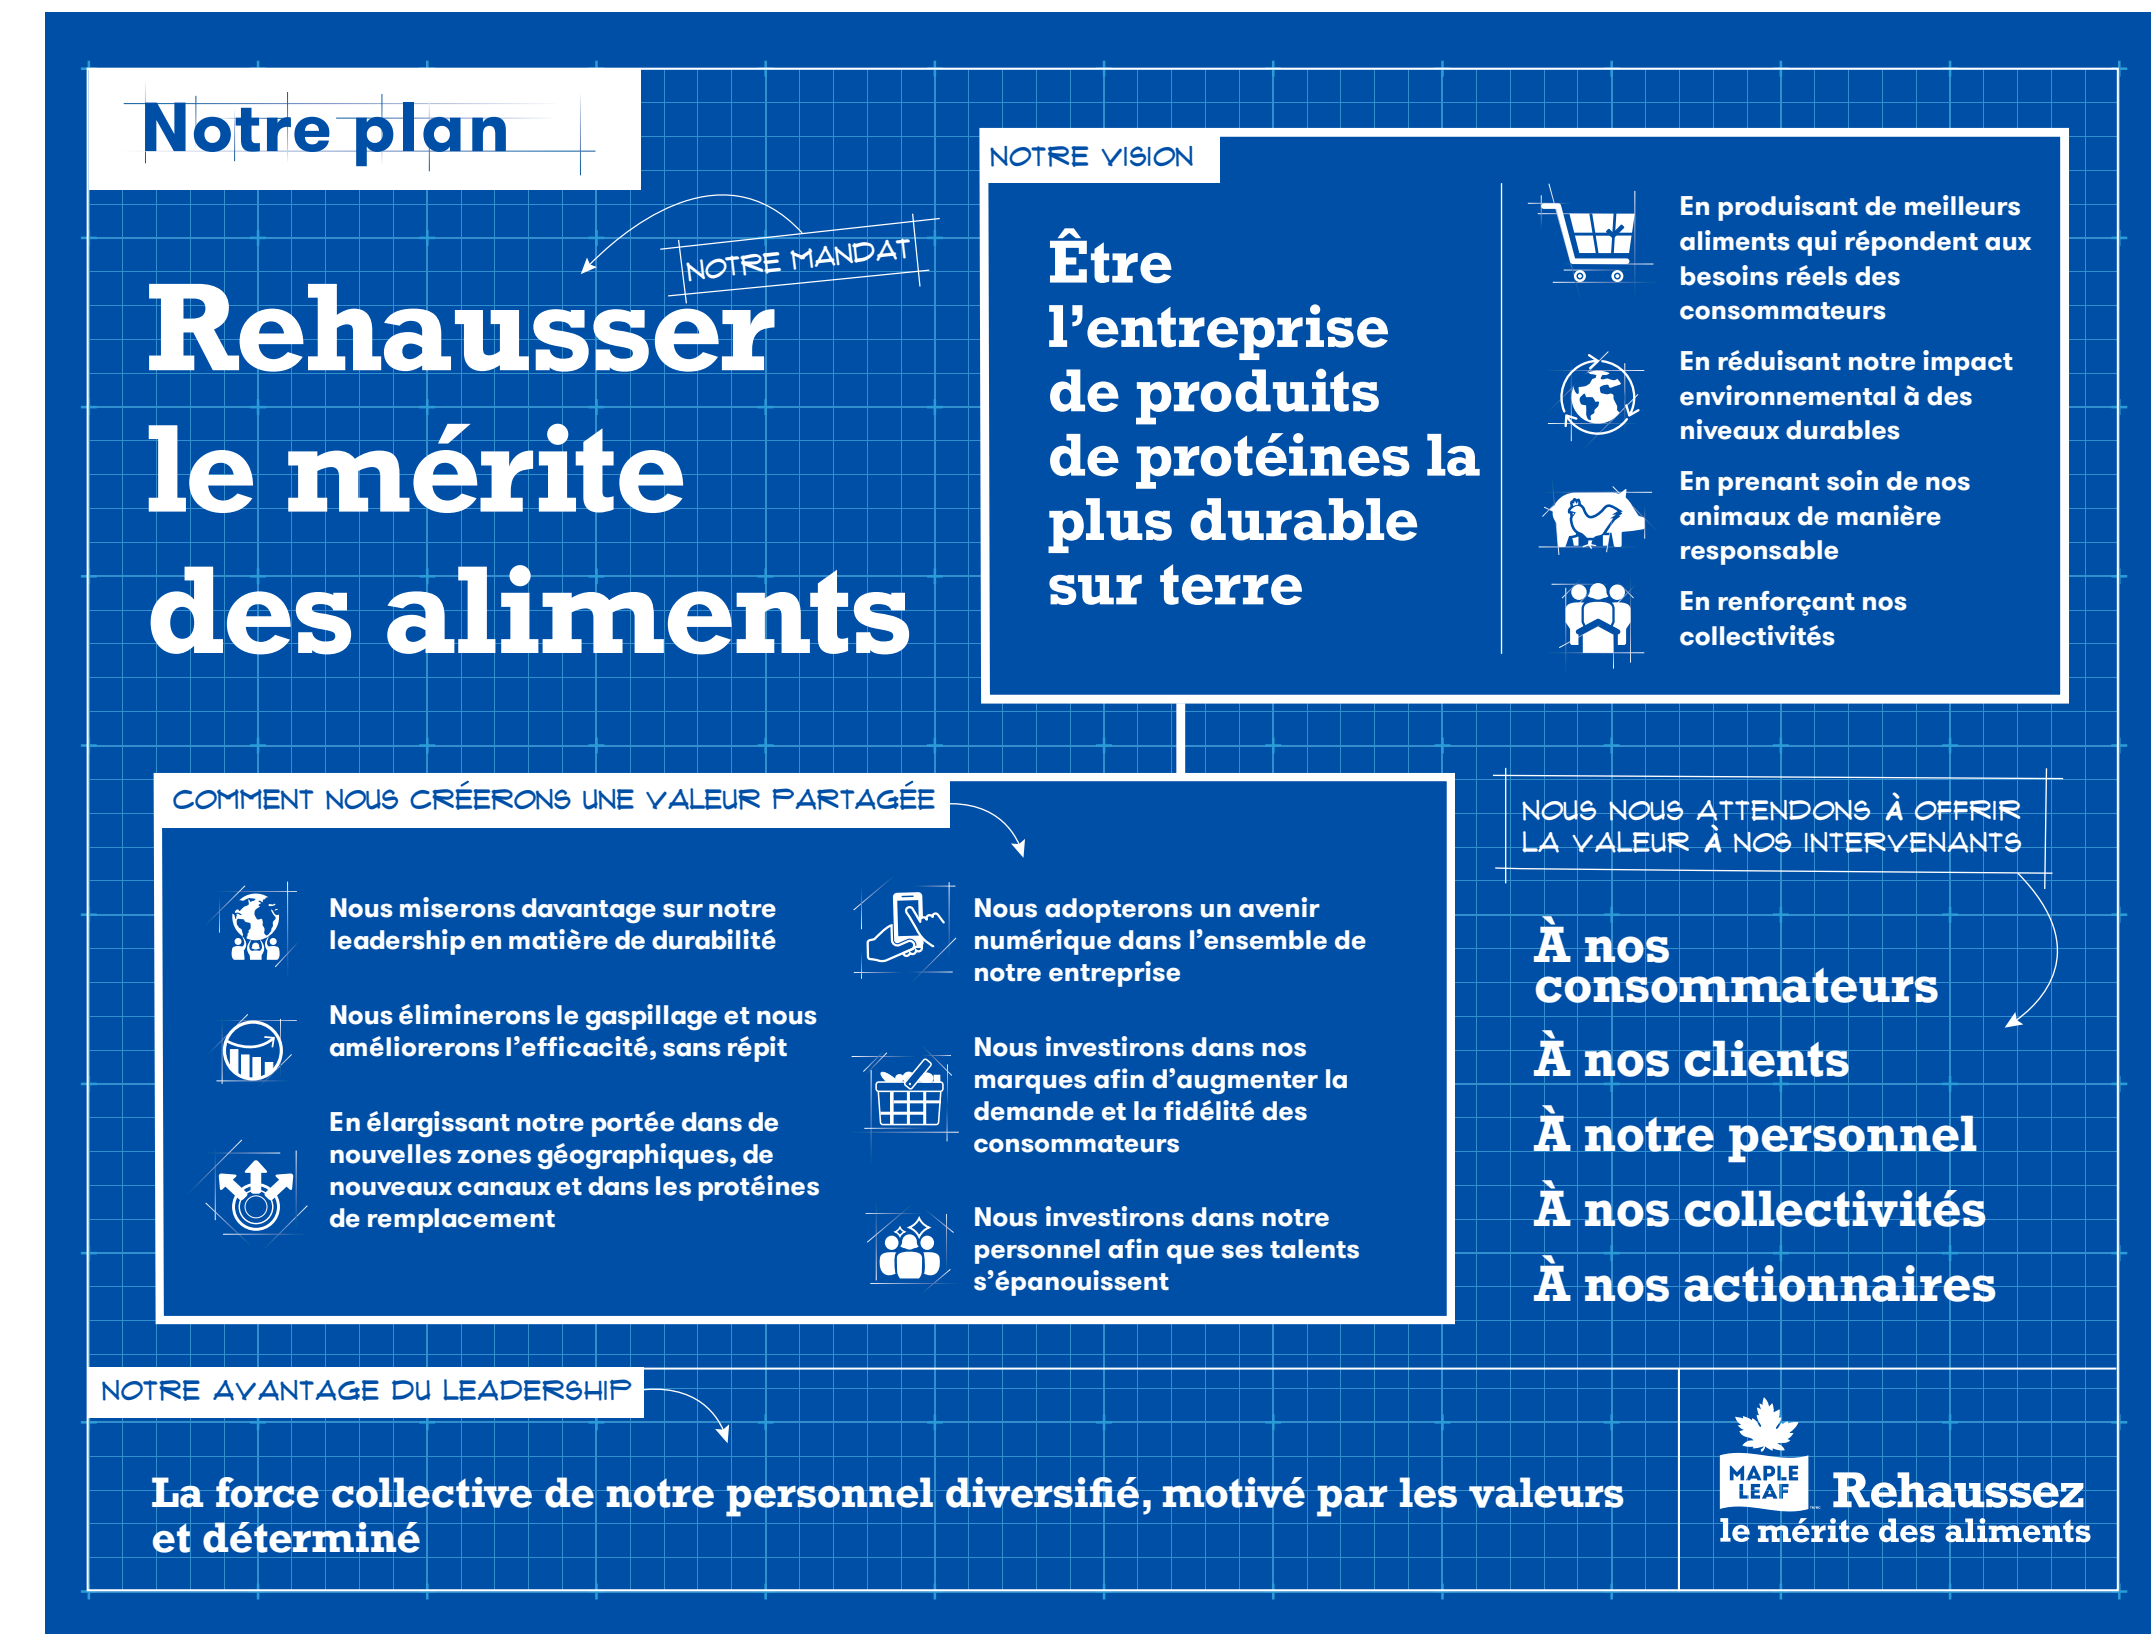 Notre plan
NOTRE MANDAT
Rehausser
le mérite
des aliments
NOTRE VISION
Être
l’entreprise
de produits
de protéines la
plus durable
sur terre
En produisant de meilleurs
aliments qui répondent aux
besoins réels des
consommateurs
En réduisant notre impact
environnemental à des
niveaux durables
En prenant soin de nos
animaux de manière
responsable
En renforçant nos
collectivités
COMMENT NOUS CRÉERONS UNE VALEUR PARTAGÉE
Nous miserons davantage sur notre
leadership en matière de durabilité
Nous éliminerons le gaspillage et nous
améliorerons l’efficacité, sans répit
En élargissant notre portée dans de
nouvelles zones géographiques, de
nouveaux canaux et dans les protéines
de remplacement
Nous adopterons un avenir
numérique dans l’ensemble de
notre entreprise
Nous investirons dans nos
marques afin d’augmenter la
demande et la fidélité des
consommateurs
Nous investirons dans notre
personnel afin que ses talents
s’épanouissent
NOUS NOUS ATTENDONS À OFFRIR
LA VALEUR À NOS INTERVENANTS
À nos
consommateurs
À nos clients
À notre personnel
À nos collectivités
À nos actionnaires
NOTRE AVANTAGE DU LEADERSHIP
La force collective de notre personnel diversifié, motivé par les valeurs
et déterminé
MAPLE
LEAF
Rehaussez
le mérite des aliments